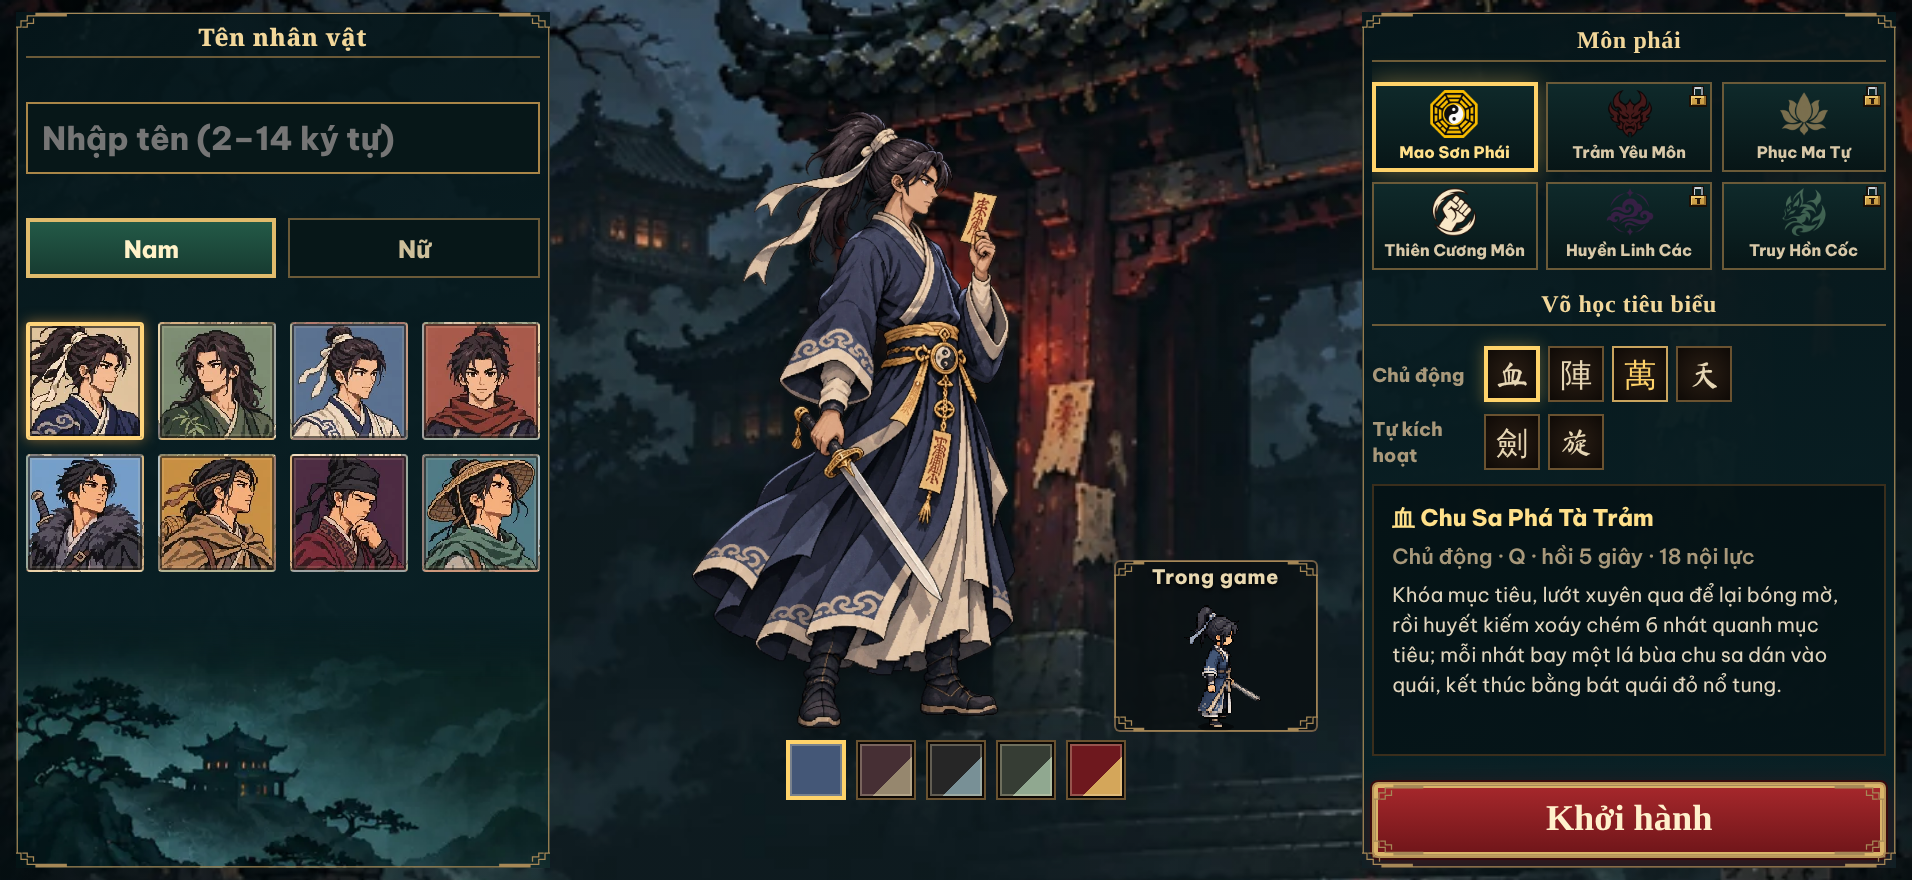 Tên nhân vật
Nhập tên (2–14 ký tự)
Nam
Nữ
Trong game
Môn phái
Mao Sơn Phái
Trảm Yêu Môn
Phục Ma Tự
Thiên Cương Môn
Huyền Linh Các
Truy Hồn Cốc
Võ học tiêu biểu
Chủ động
血 陣 萬 天
Tự kích
hoạt
劍 旋
血 Chu Sa Phá Tà Trảm
Chủ động · Q · hồi 5 giây · 18 nội lực
Khóa mục tiêu, lướt xuyên qua để lại bóng mờ,
rồi huyết kiếm xoáy chém 6 nhát quanh mục
tiêu; mỗi nhát bay một lá bùa chu sa dán vào
quái, kết thúc bằng bát quái đỏ nổ tung.
Khởi hành